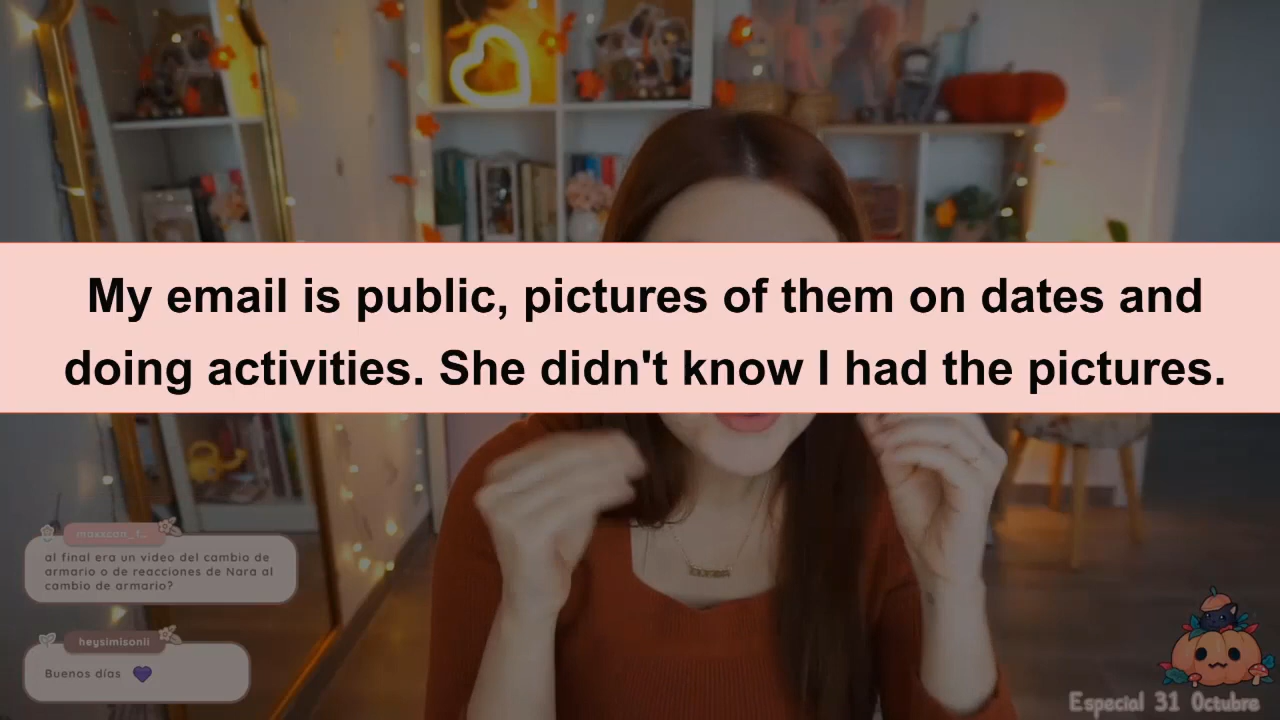 My email is public, pictures of them on dates and
doing activities. She didn't know I had the pictures.
maxxcan_t...
al final era un video del cambio de
armario o de reacciones de Nara al
cambio de armario?
heysimisonli
Buenos días
Especial 31 Octubre